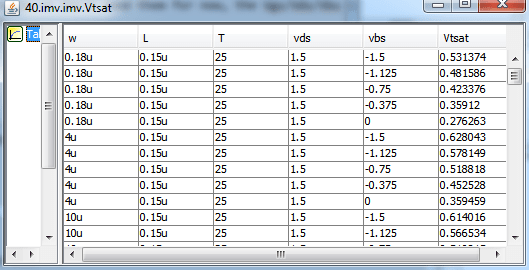 40.imv.imv.Vtsat
Ta
w L T vds vbs Vtsat
0.18u 0.15u 25 1.5 -1.5 0.531374
0.18u 0.15u 25 1.5 -1.125 0.481586
0.18u 0.15u 25 1.5 -0.75 0.423376
0.18u 0.15u 25 1.5 -0.375 0.35912
0.18u 0.15u 25 1.5 0 0.276263
4u 0.15u 25 1.5 -1.5 0.628043
4u 0.15u 25 1.5 -1.125 0.578149
4u 0.15u 25 1.5 -0.75 0.518818
4u 0.15u 25 1.5 -0.375 0.452528
4u 0.15u 25 1.5 0 0.359459
10u 0.15u 25 1.5 -1.5 0.614016
10u 0.15u 25 1.5 -1.125 0.566534